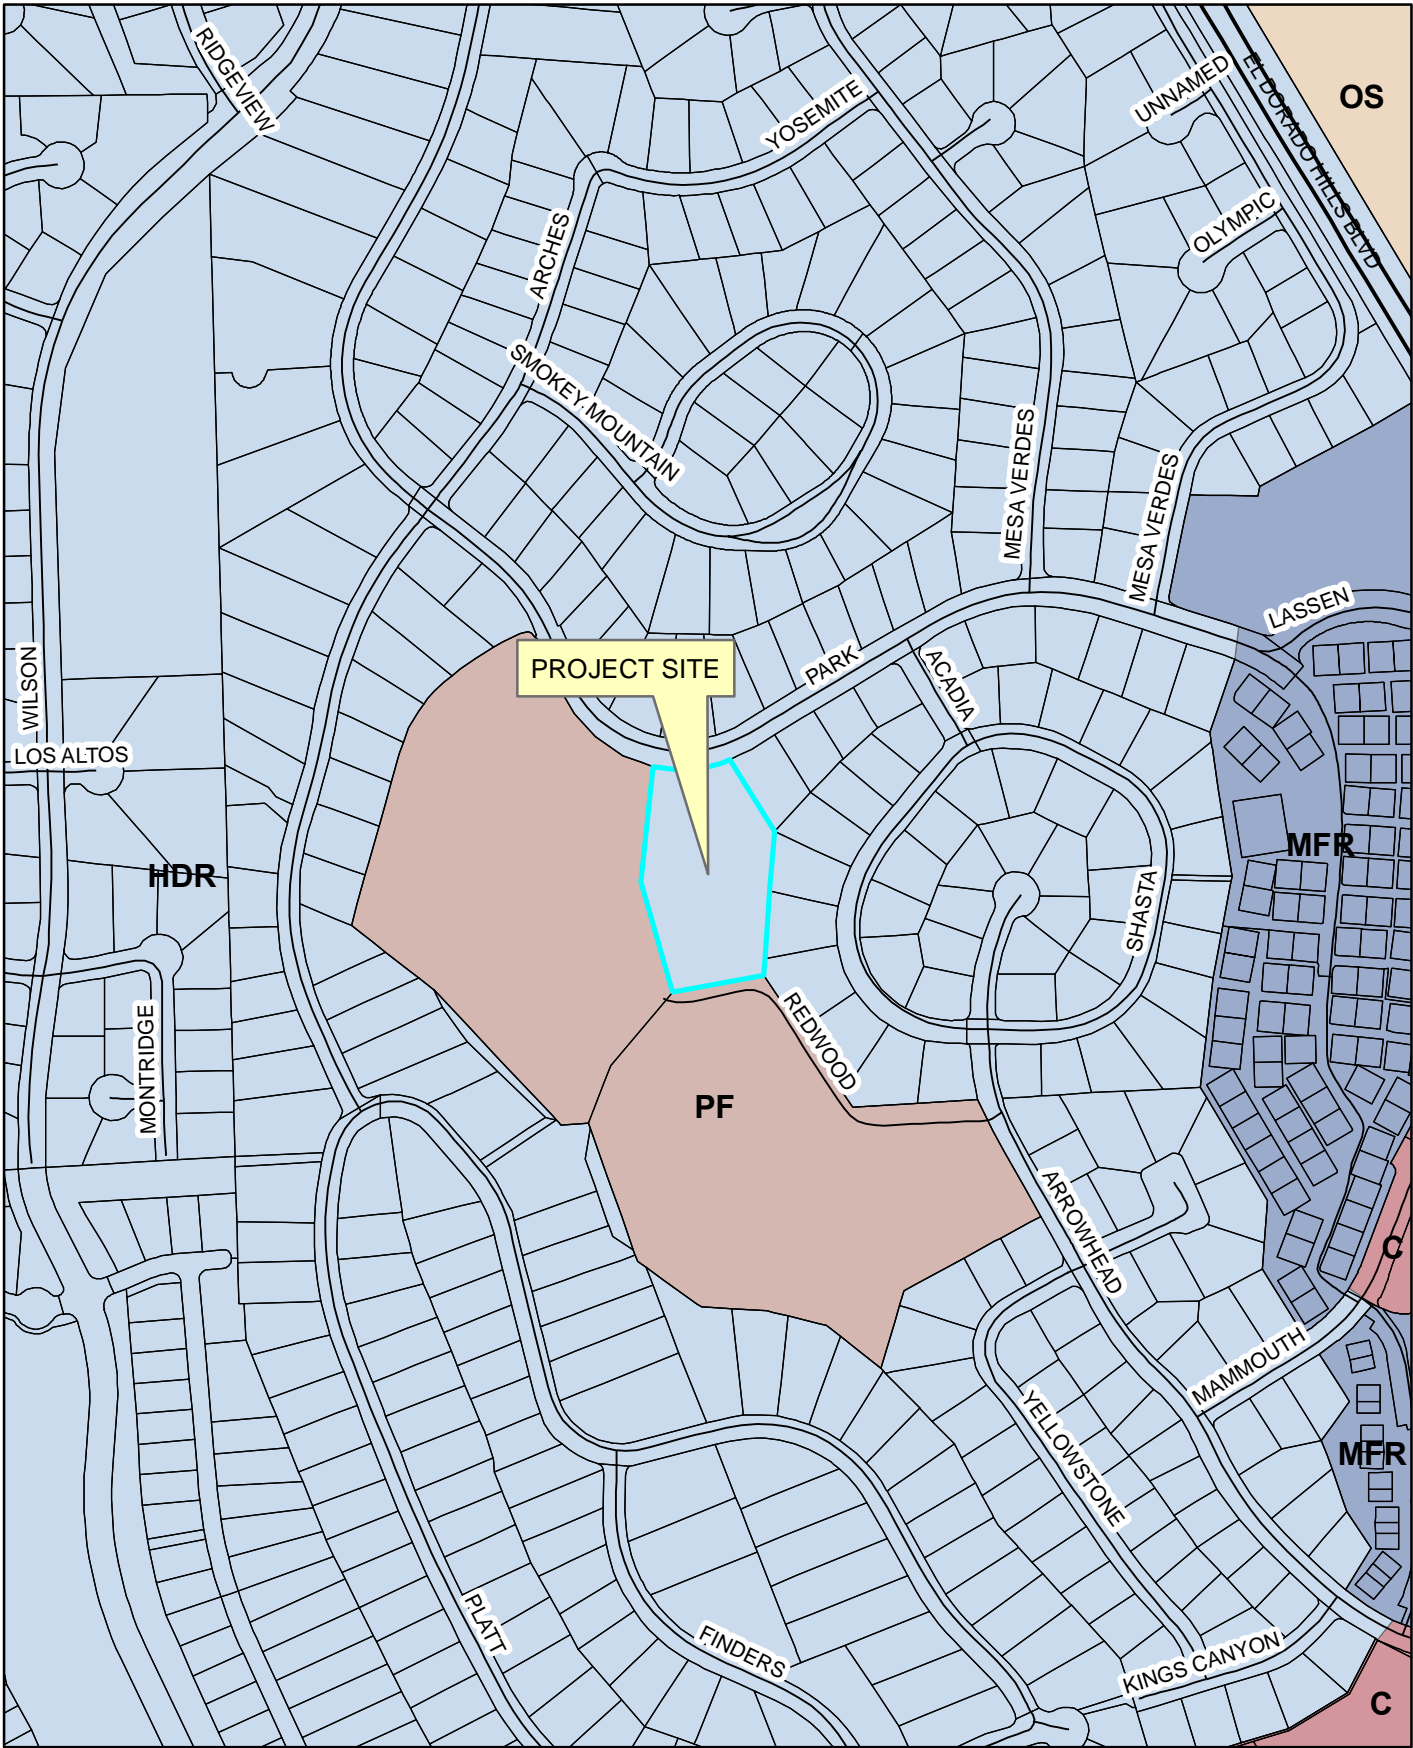 RIDGEVIEW
UNNAMED
EL DORADO HILLS BLVD
OS
YOSEMITE
OLYMPIC
ARCHES
SMOKEY MOUNTAIN
MESA VERDES
MESA VERDES
LASSEN
WILSON
PROJECT SITE
PARK
ACADIA
LOS ALTOS
HDR
MFR
SHASTA
MONTRIDGE
REDWOOD
PF
ARROWHEAD
C
MAMMOUTH
YELLOWSTONE
MFR
PLATT
FINDERS
KINGS CANYON
C